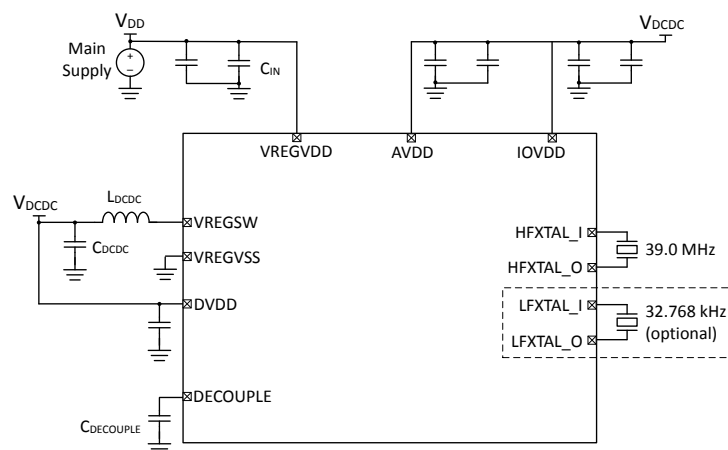 VDD
VDCDC
Main
Supply
+
−
CIN
VREGVDD
AVDD
IOVDD
VDCDC
LDCDC
CDCDC
VREGSW
VREGVSS
DVDD
DECOUPLE
CDECOUPLE
HFXTAL_I
39.0 MHz
HFXTAL_O
LFXTAL_I
32.768 kHz
(optional)
LFXTAL_O